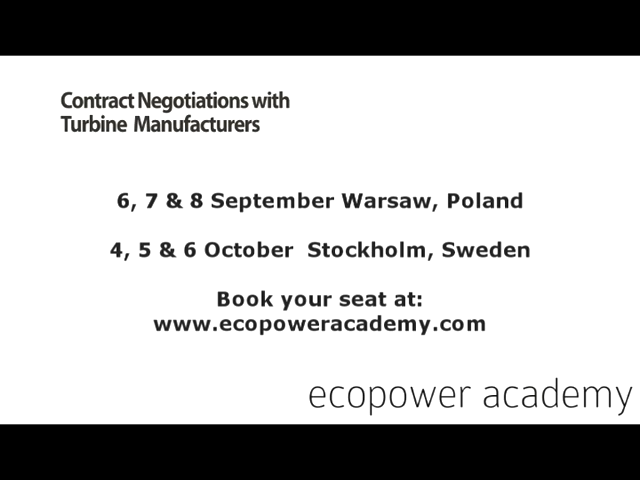 Contract Negotiations with
Turbine Manufacturers
6, 7 & 8 September Warsaw, Poland
4, 5 & 6 October Stockholm, Sweden
Book your seat at:
www.ecopoweracademy.com
ecopower academy